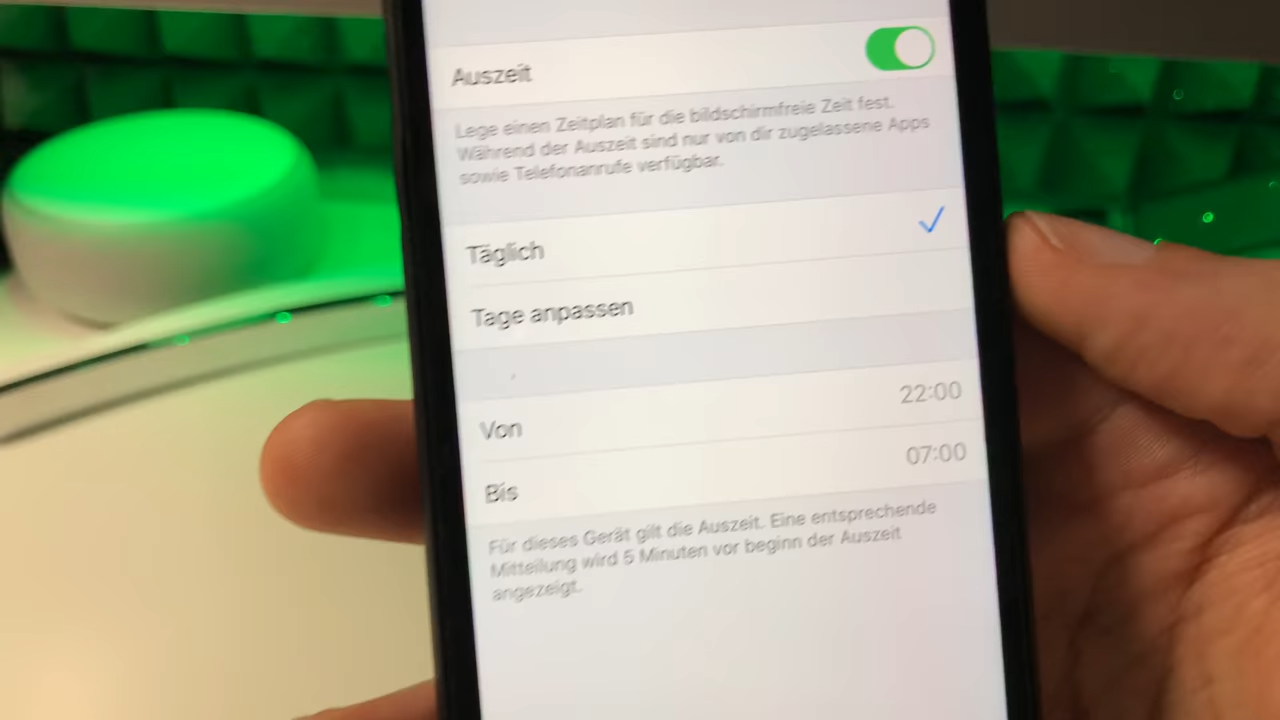 Auszeit
Lege einen Zeitplan für die bildschirmfreie Zeit fest.
Während der Auszeit sind nur von dir zugelassene Apps
sowie Telefonanrufe verfügbar.
Täglich
Tage anpassen
Von 22:00
Bis 07:00
Für dieses Gerät gilt die Auszeit. Eine entsprechende
Mitteilung wird 5 Minuten vor beginn der Auszeit
angezeigt.